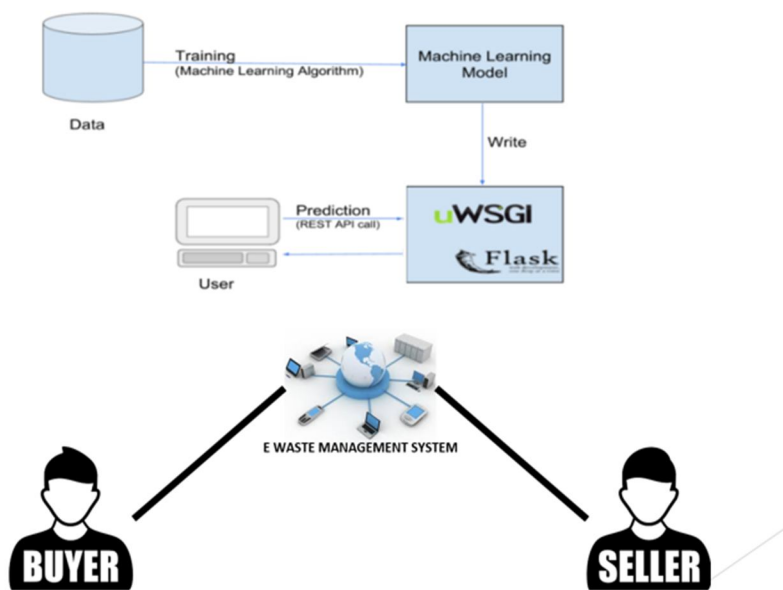 Training
(Machine Learning Algorithm)
Machine Learning
Model
Data
Write
Prediction
(REST API call)
uWSGI
Flask
User
E WASTE MANAGEMENT SYSTEM
BUYER
SELLER